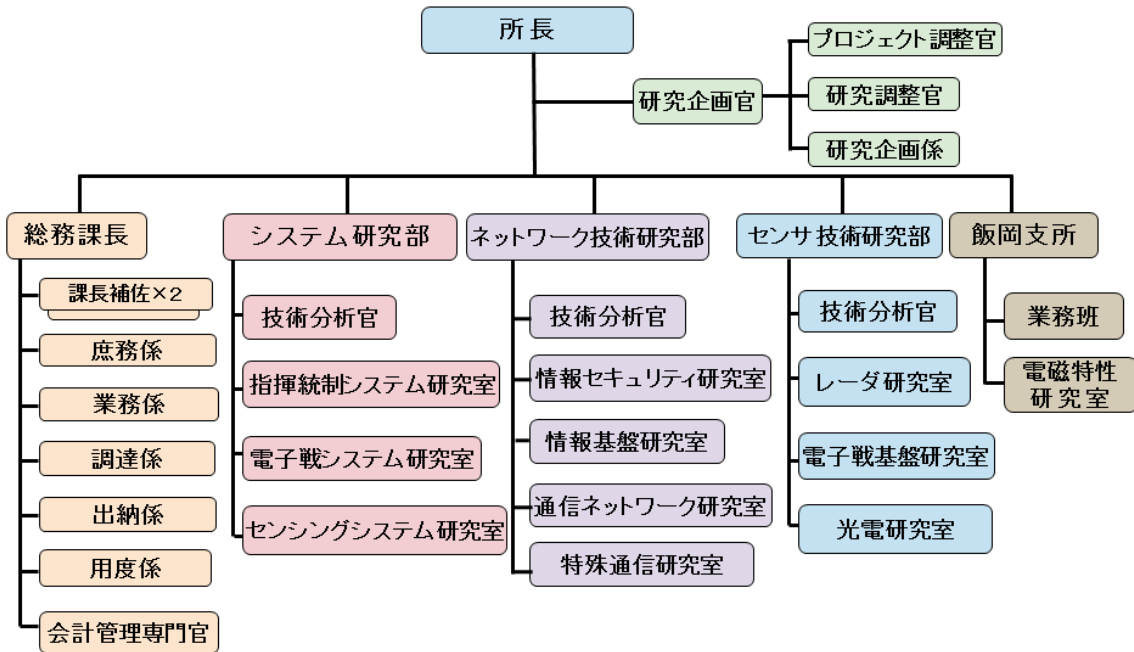 所長
プロジェクト調整官
研究企画官
研究調整官
研究企画係
総務課長
課長補佐×2
庶務係
業務係
調達係
出納係
用度係
会計管理専門官
システム研究部
技術分析官
指揮統制システム研究室
電子戦システム研究室
センシングシステム研究室
ネットワーク技術研究部
技術分析官
情報セキュリティ研究室
情報基盤研究室
通信ネットワーク研究室
特殊通信研究室
センサ技術研究部
技術分析官
レーダ研究室
電子戦基盤研究室
光電研究室
飯岡支所
業務班
電磁特性
研究室